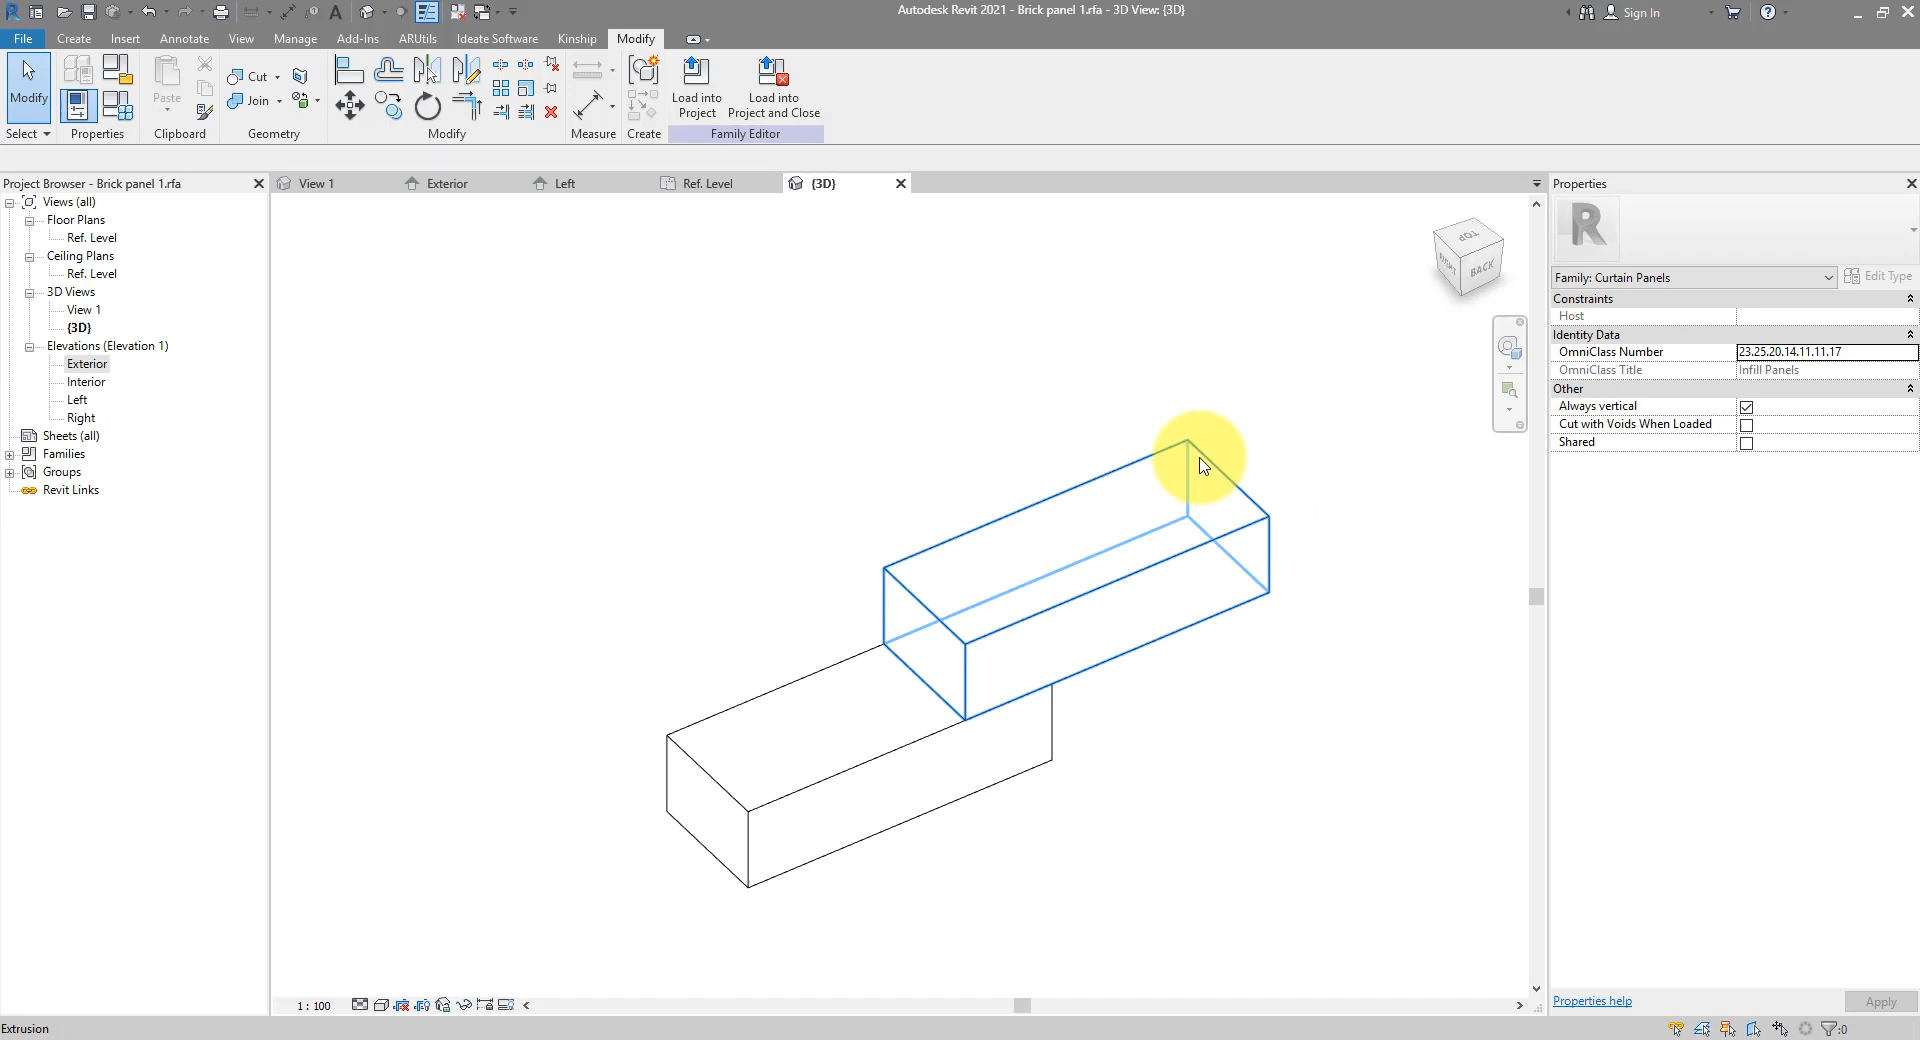 Autodesk Revit 2021 - Brick panel 1.rfa - 3D View: {3D}
Sign In
File
Create
Insert
Annotate
View
Manage
Add-Ins
ARUtils
Ideate Software
Kinship
Modify
Modify
Paste
Cut
Join
Load into Project
Load into Project and Close
Select
Properties
Clipboard
Geometry
Modify
Measure
Create
Family Editor
Project Browser - Brick panel 1.rfa
View 1
Exterior
Left
Ref. Level
{3D}
Properties
Views (all)
Floor Plans
Ref. Level
Ceiling Plans
Ref. Level
3D Views
View 1
{3D}
Elevations (Elevation 1)
Exterior
Interior
Left
Right
Sheets (all)
Families
Groups
Revit Links
TOP
RIGHT
BACK
R
Family: Curtain Panels
Edit Type
Constraints
Host
Identity Data
OmniClass Number
23.25.20.14.11.11.17
OmniClass Title
Infill Panels
Other
Always vertical
Cut with Voids When Loaded
Shared
Properties help
Apply
1 : 100
Extrusion
:0